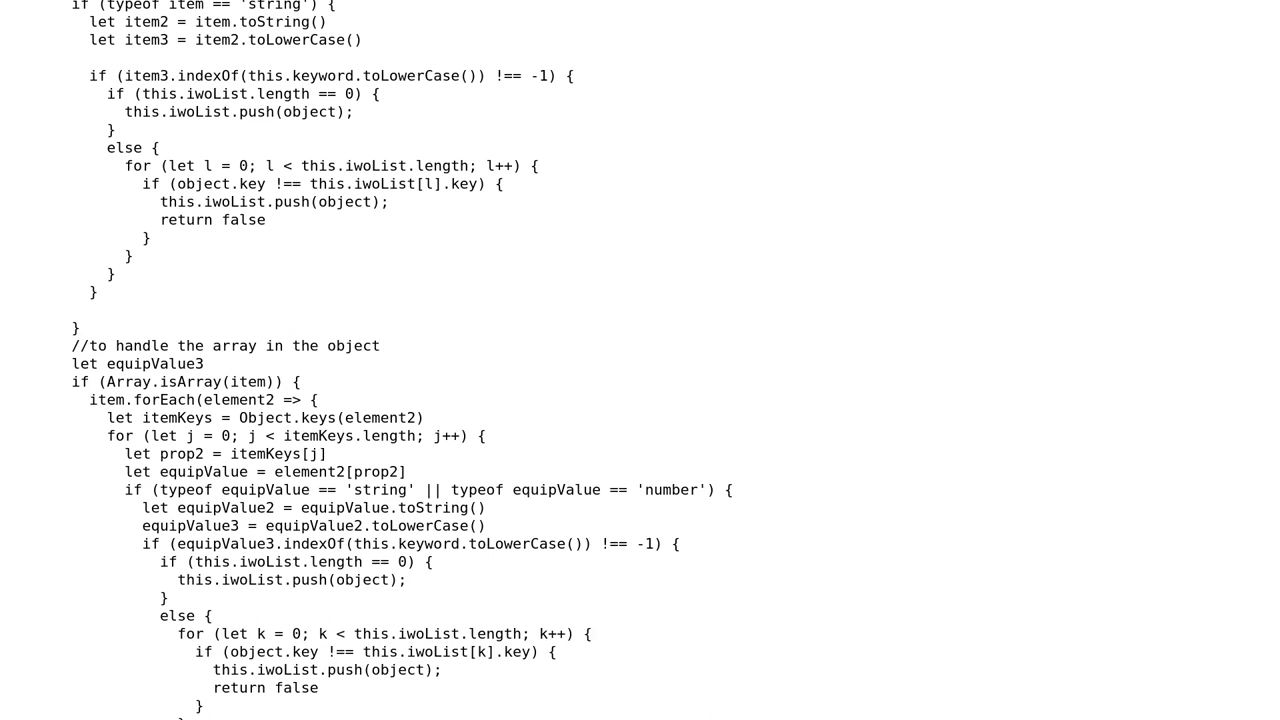 if (typeof item == 'string') {
let item2 = item.toString()
let item3 = item2.toLowerCase()
if (item3.indexOf(this.keyword.toLowerCase()) !== -1) {
if (this.iwoList.length == 0) {
this.iwoList.push(object);
}
else {
for (let l = 0; l < this.iwoList.length; l++) {
if (object.key !== this.iwoList[l].key) {
this.iwoList.push(object);
return false
}
}
}
}
}
//to handle the array in the object
let equipValue3
if (Array.isArray(item)) {
item.forEach(element2 => {
let itemKeys = Object.keys(element2)
for (let j = 0; j < itemKeys.length; j++) {
let prop2 = itemKeys[j]
let equipValue = element2[prop2]
if (typeof equipValue == 'string' || typeof equipValue == 'number') {
let equipValue2 = equipValue.toString()
equipValue3 = equipValue2.toLowerCase()
if (equipValue3.indexOf(this.keyword.toLowerCase()) !== -1) {
if (this.iwoList.length == 0) {
this.iwoList.push(object);
}
else {
for (let k = 0; k < this.iwoList.length; k++) {
if (object.key !== this.iwoList[k].key) {
this.iwoList.push(object);
return false
}